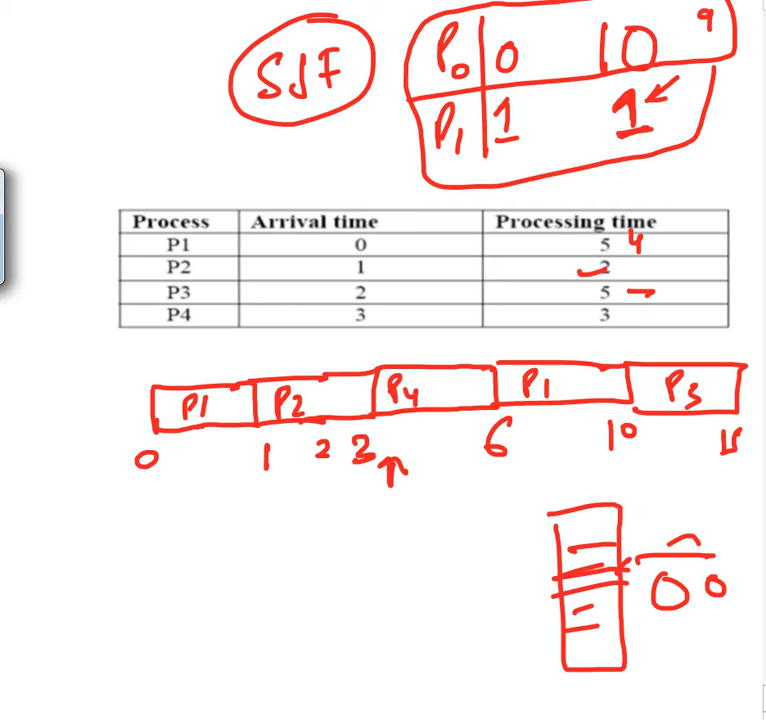 SJF
P0 0 10 9
P1 1 1
Process Arrival time Processing time
P1 0 5 4
P2 1 2
P3 2 5
P4 3 3
P1 P2 P4 P1 P3
0 1 2 3 6 10 15